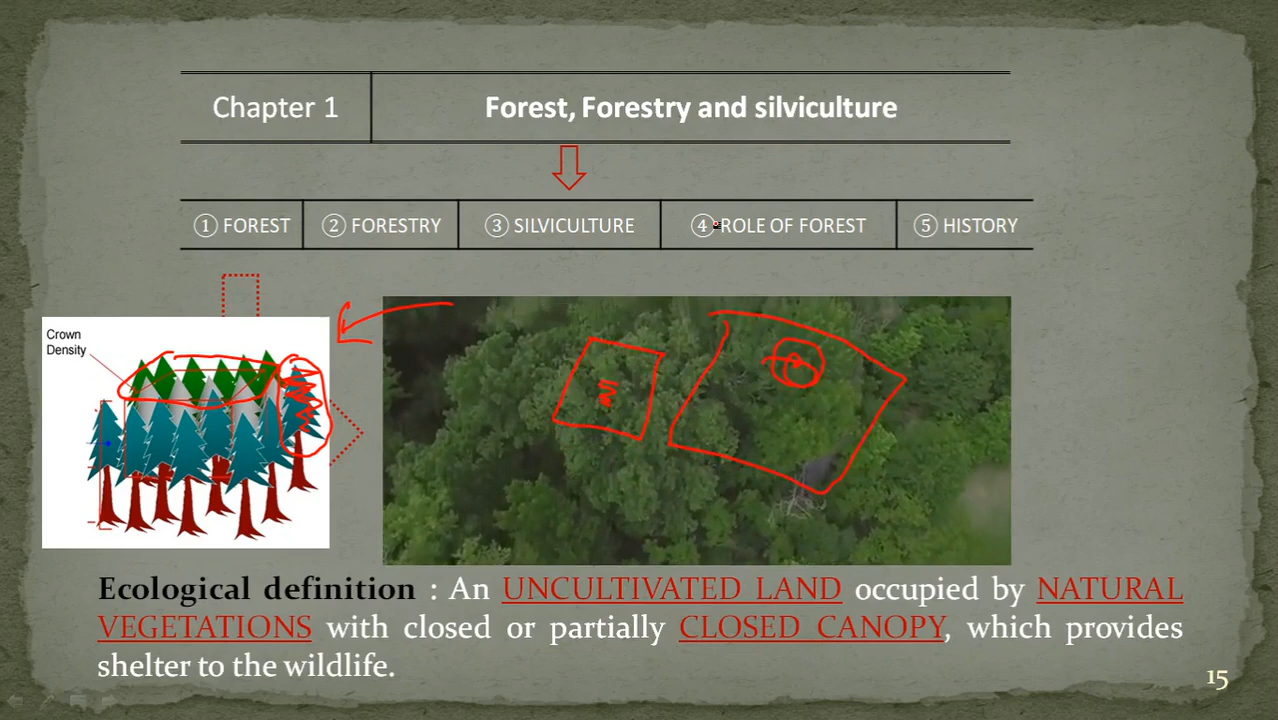 Chapter 1
Forest, Forestry and silviculture
① FOREST
② FORESTRY
③ SILVICULTURE
④ ROLE OF FOREST
⑤ HISTORY
Crown
Density
Ecological definition : An UNCULTIVATED LAND occupied by NATURAL
VEGETATIONS with closed or partially CLOSED CANOPY, which provides
shelter to the wildlife.
15